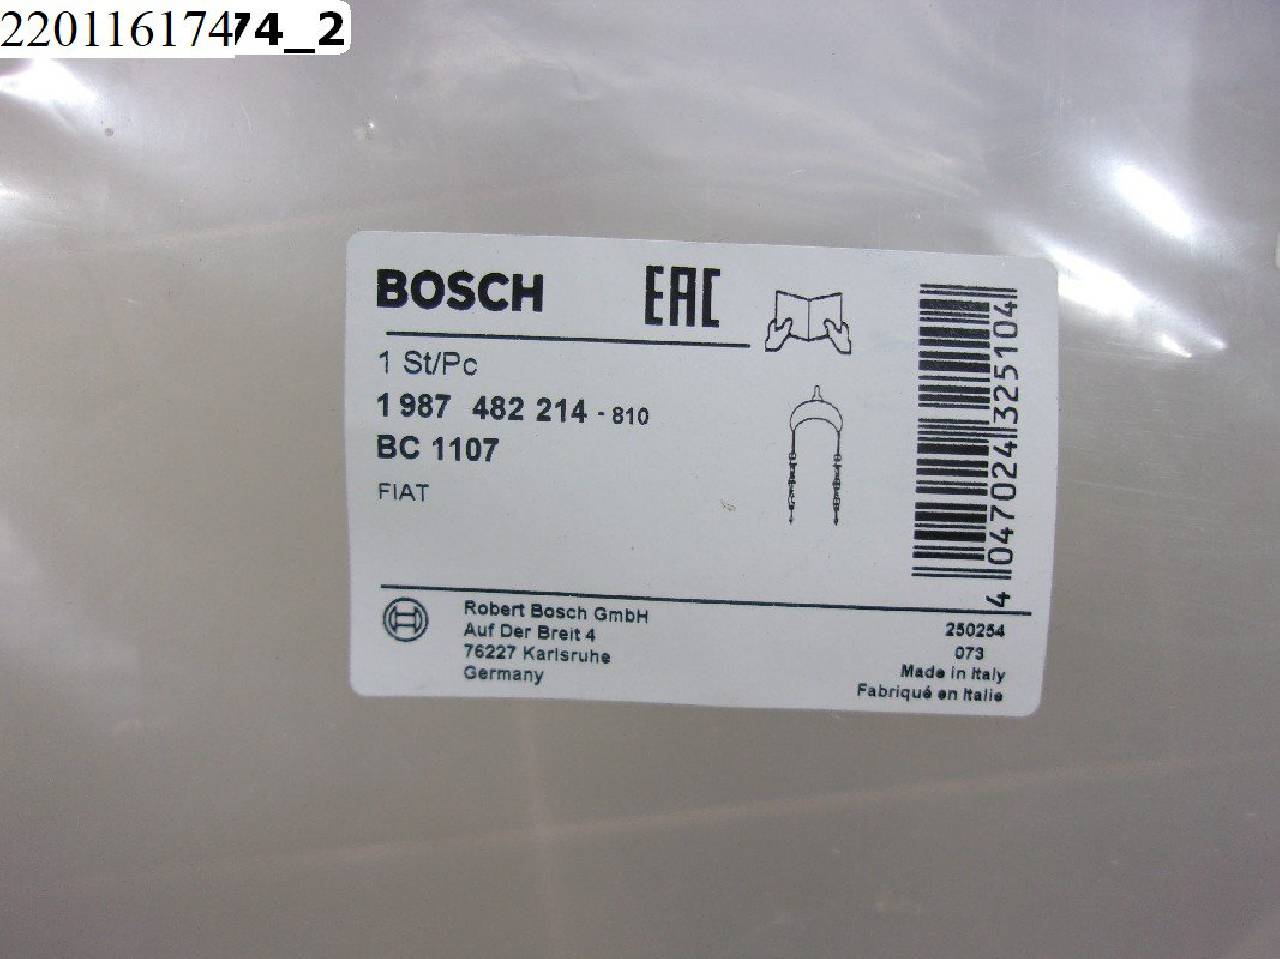 22011617474_2
BOSCH
EAC
1 St/Pc
1 987 482 214 - 810
BC 1107
FIAT
4 047024 325104
Robert Bosch GmbH
Auf Der Breit 4
76227 Karlsruhe
Germany
250254
073
Made in Italy
Fabriqué en Italie